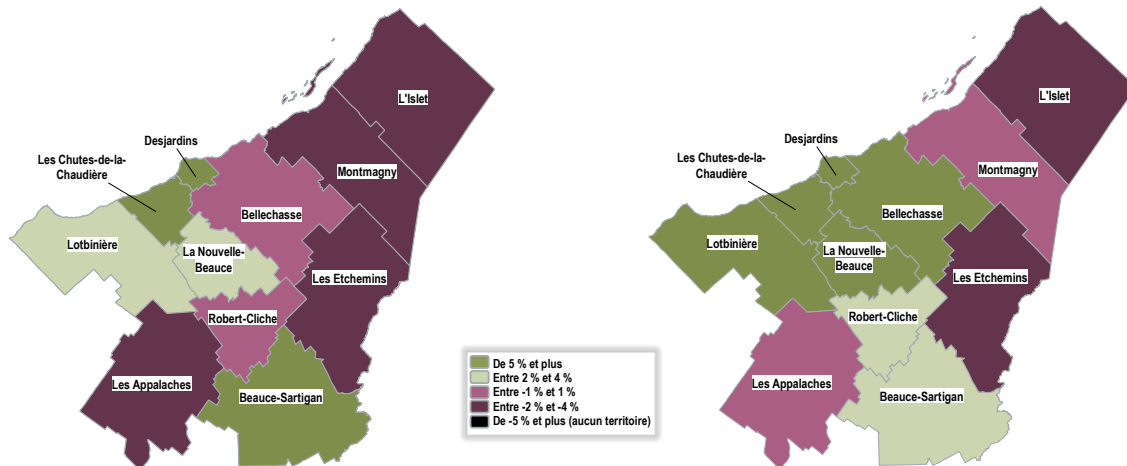 L'Islet
Desjardins
Les Chutes-de-la-
Chaudière
Montmagny
Bellechasse
Lotbinière
La Nouvelle-
Beauce
Les Etchemins
Robert-Cliche
Les Appalaches
Beauce-Sartigan
De 5 % et plus
Entre 2 % et 4 %
Entre -1 % et 1 %
Entre -2 % et -4 %
De -5 % et plus (aucun territoire)
L'Islet
Desjardins
Les Chutes-de-la-
Chaudière
Montmagny
Bellechasse
Lotbinière
La Nouvelle-
Beauce
Les Etchemins
Robert-Cliche
Les Appalaches
Beauce-Sartigan